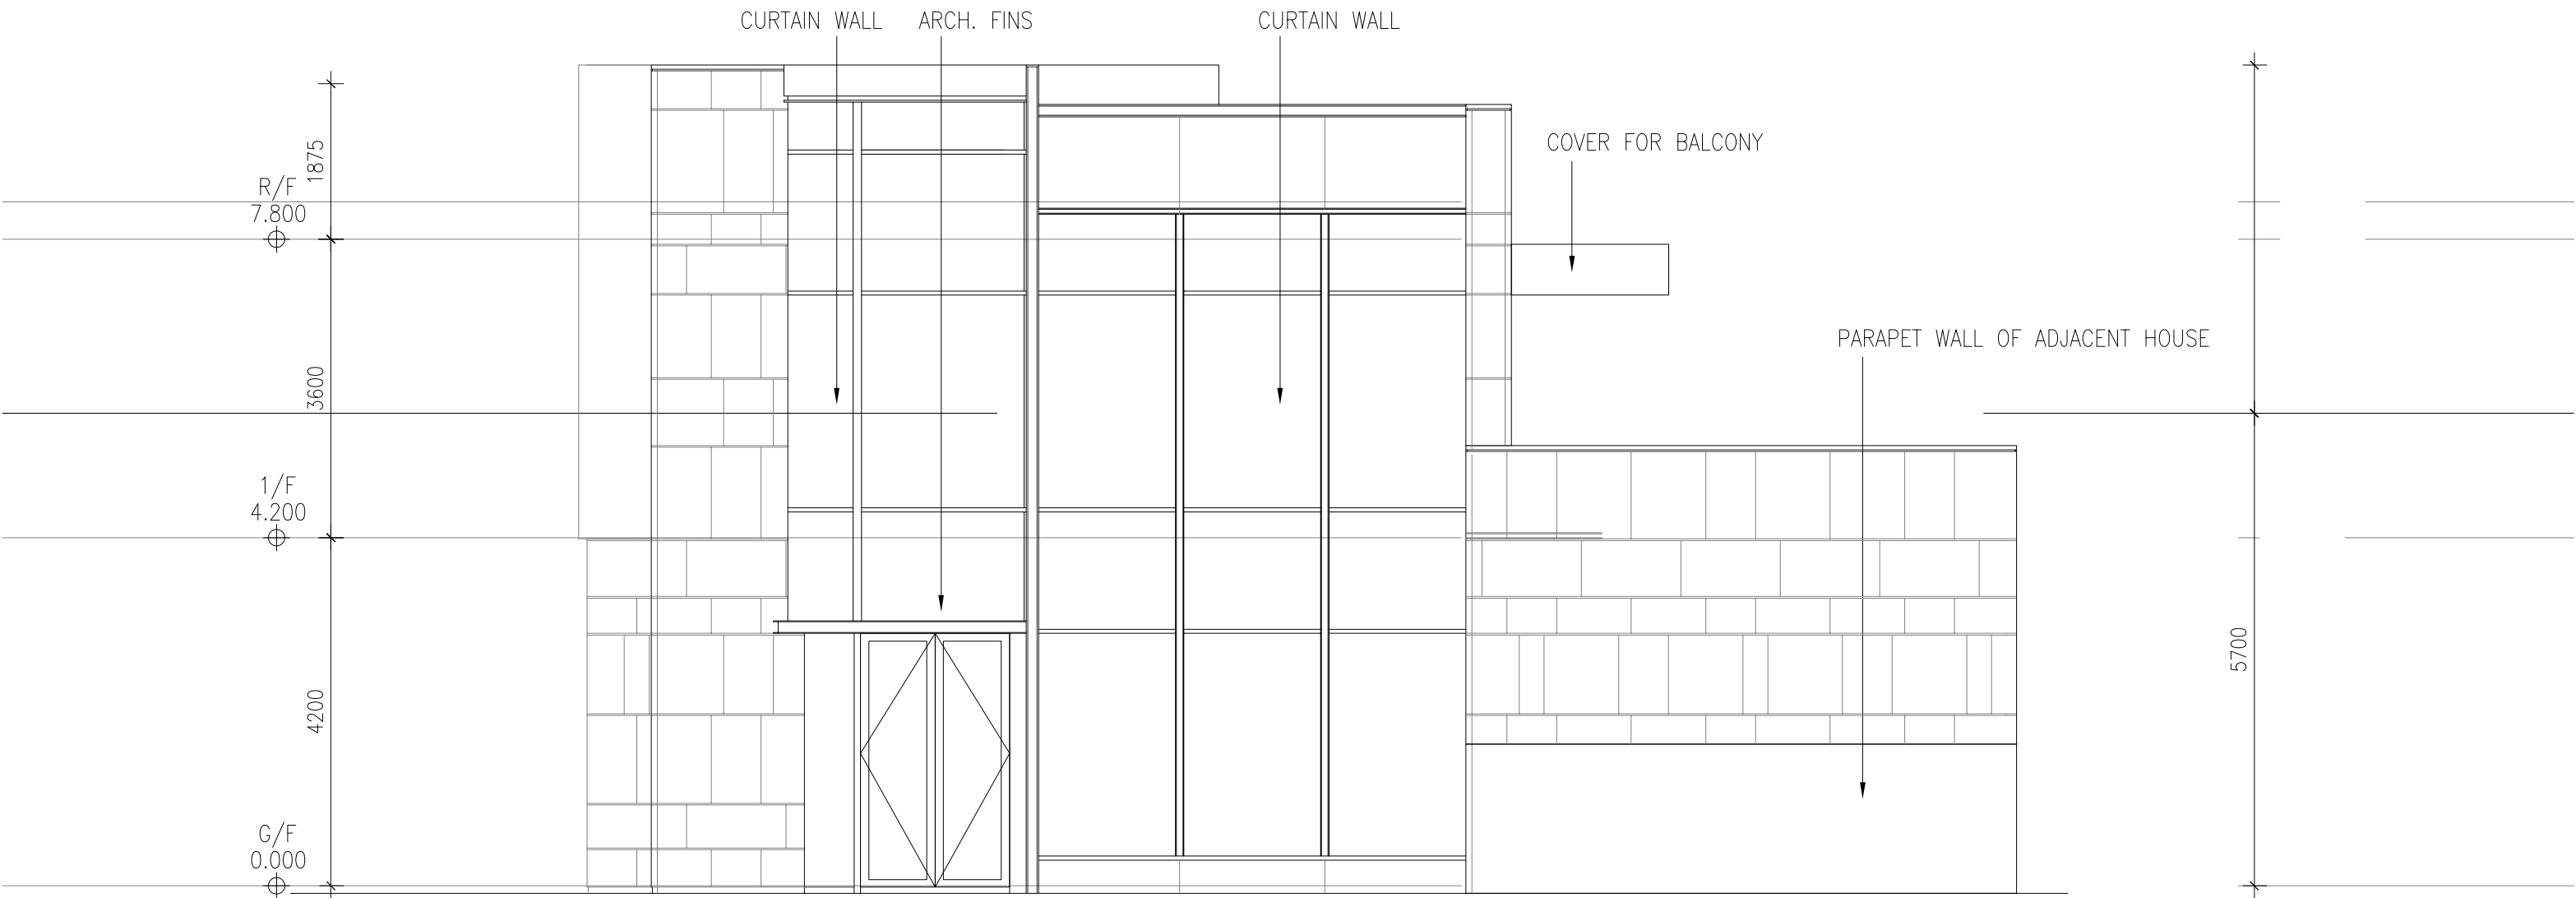 CURTAIN WALL
ARCH. FINS
CURTAIN WALL
COVER FOR BALCONY
1875
R/F
7.800
PARAPET WALL OF ADJACENT HOUSE
3600
1/F
4.200
5700
4200
G/F
0.000